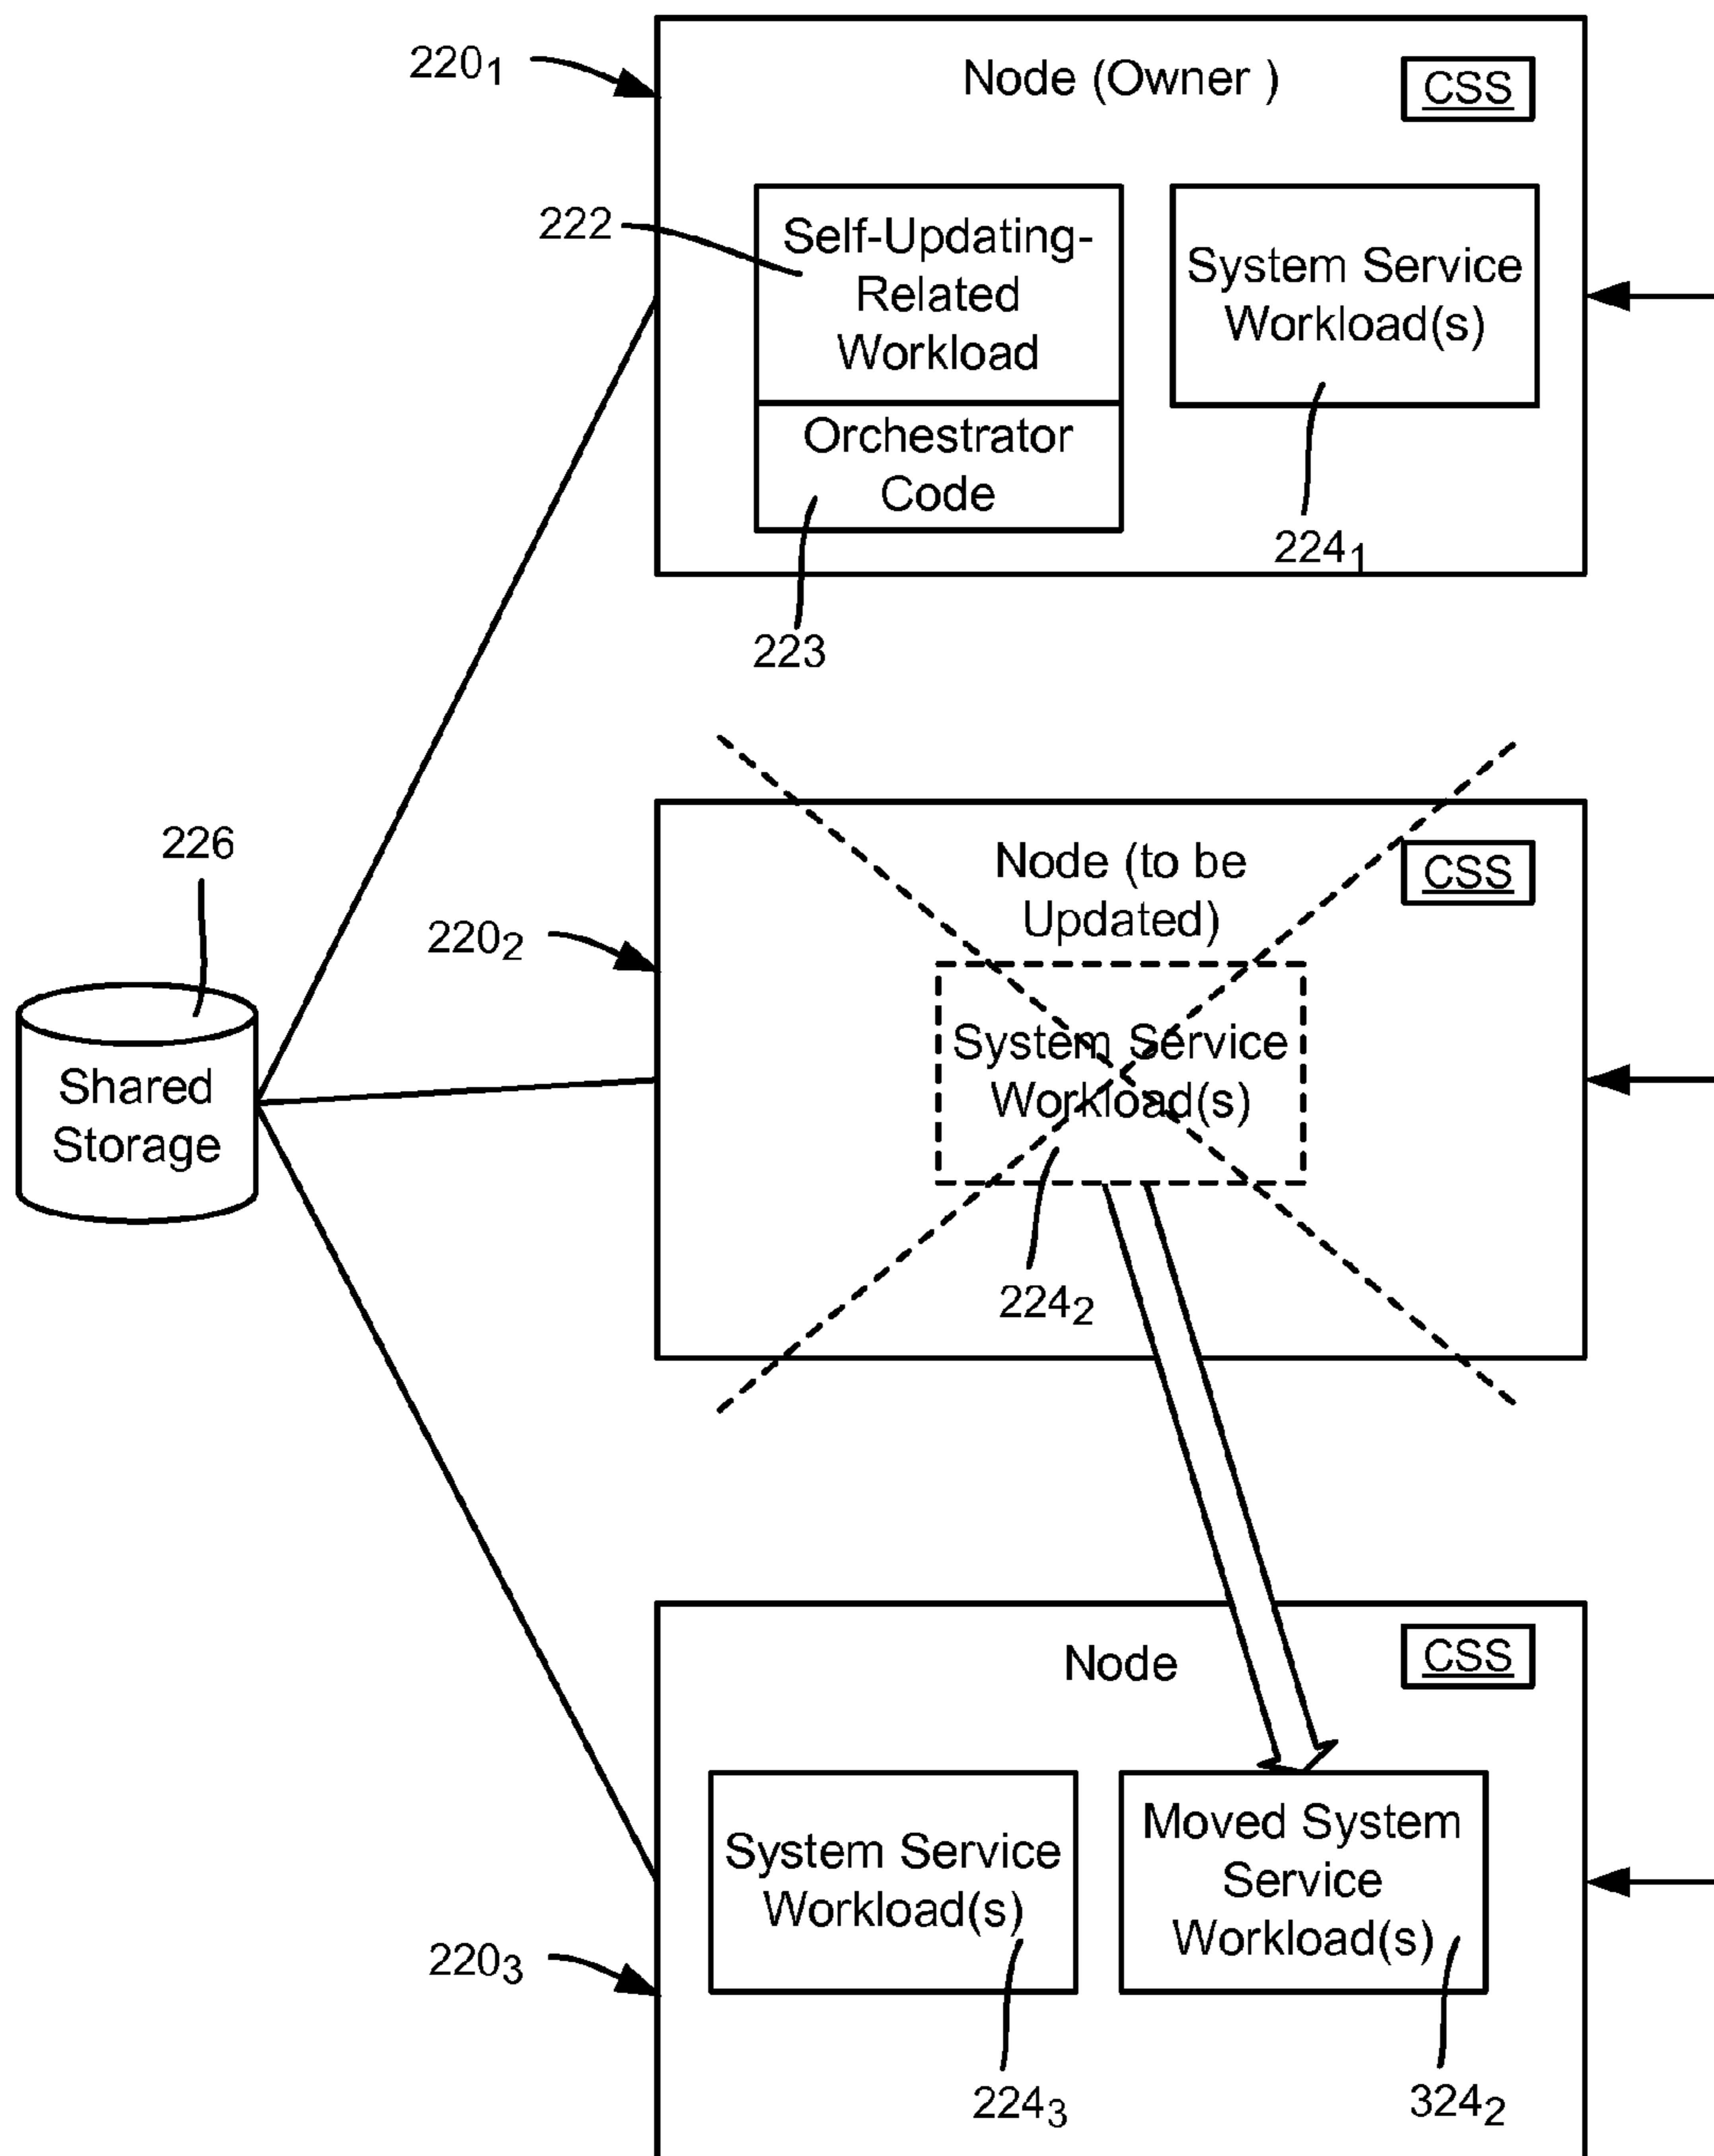 220₁
Node (Owner )
CSS
222
Self-Updating-
Related
Workload
System Service
Workload(s)
Orchestrator
Code
224₁
223
226
Shared
Storage
220₂
Node (to be
Updated)
CSS
System Service
Workload(s)
224₂
Node
CSS
System Service
Workload(s)
Moved System
Service
Workload(s)
220₃
224₃
324₂